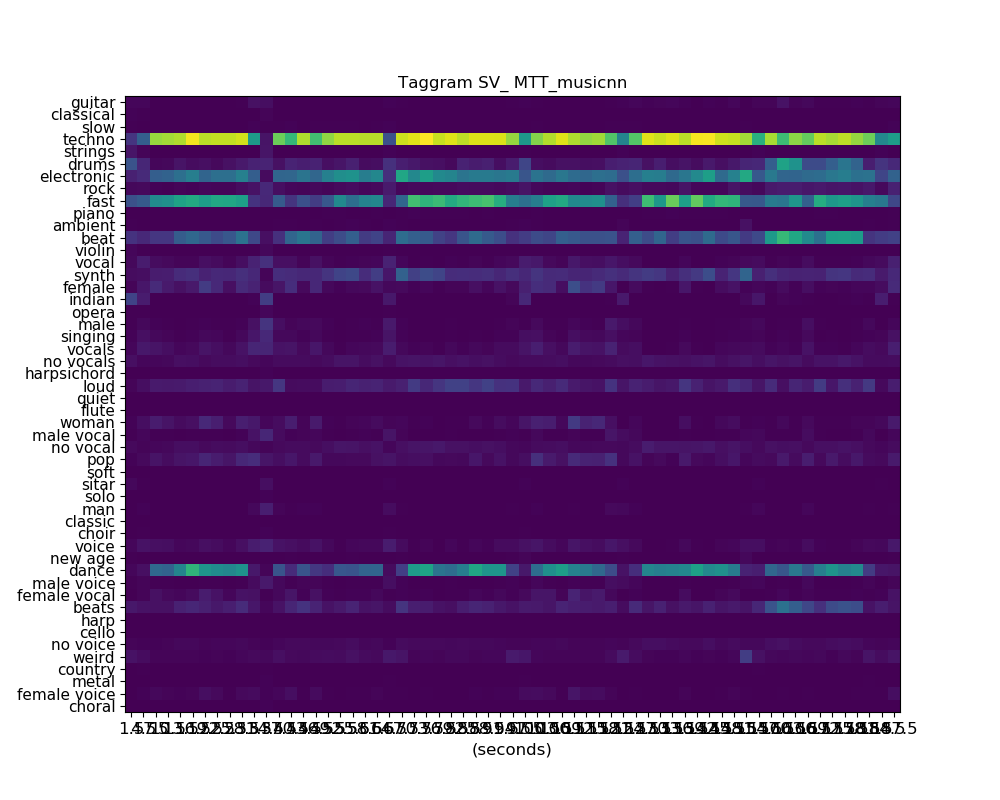 Taggram SV_ MTT_musicnn
guitar
classical
slow
techno
strings
drums
electronic
rock
fast
piano
ambient
beat
violin
vocal
synth
female
indian
opera
male
singing
vocals
no vocals
harpsichord
loud
quiet
flute
woman
male vocal
no vocal
pop
soft
sitar
solo
man
classic
choir
voice
new age
dance
male voice
female vocal
beats
harp
cello
no voice
weird
country
metal
female voice
choral
(seconds)